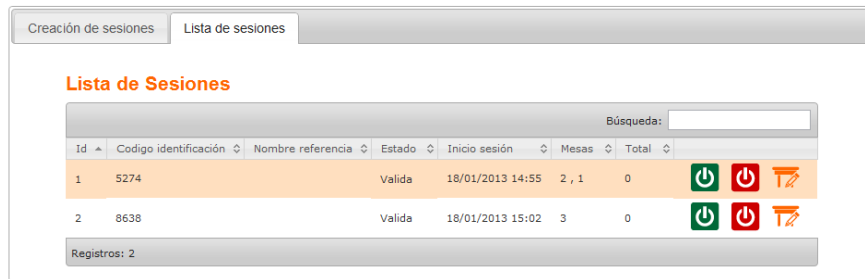 Creación de sesiones Lista de sesiones
Lista de Sesiones
Búsqueda:
Id Codigo identificación Nombre referencia Estado Inicio sesión Mesas Total
1 5274 Valida 18/01/2013 14:55 2 , 1 0
2 8638 Valida 18/01/2013 15:02 3 0
Registros: 2